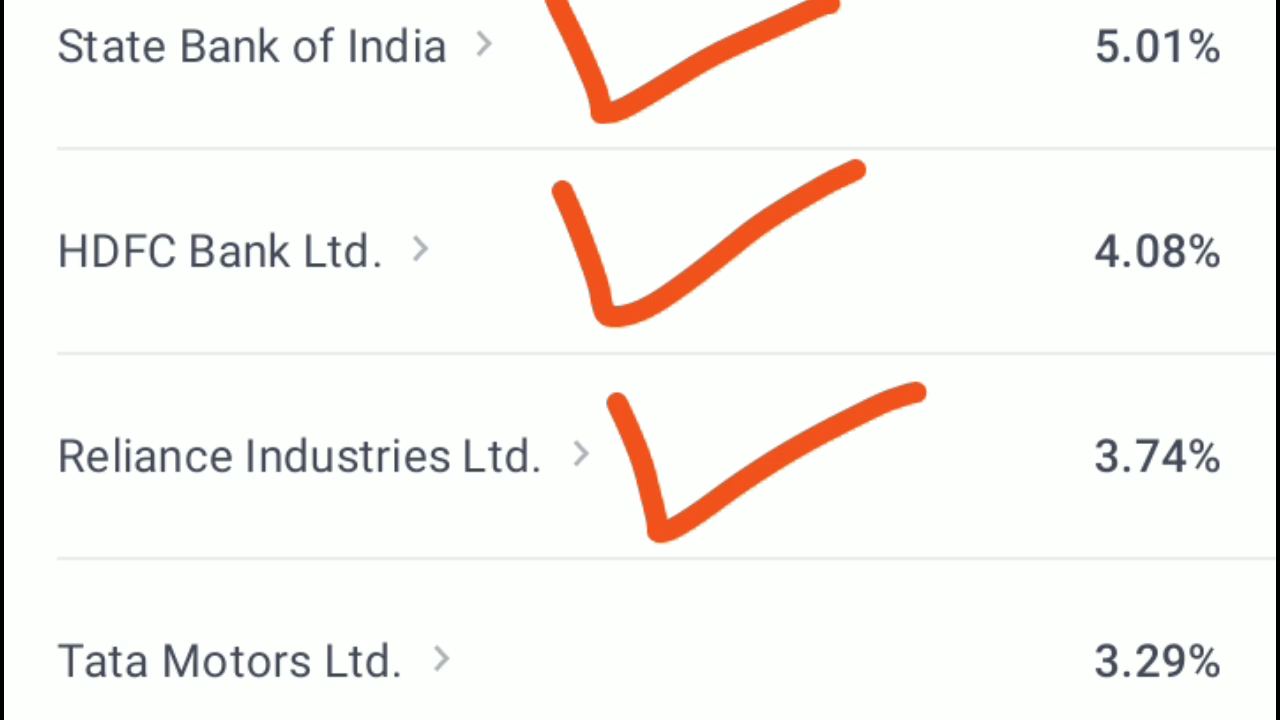 State Bank of India > 5.01%
HDFC Bank Ltd. > 4.08%
Reliance Industries Ltd. > 3.74%
Tata Motors Ltd. > 3.29%